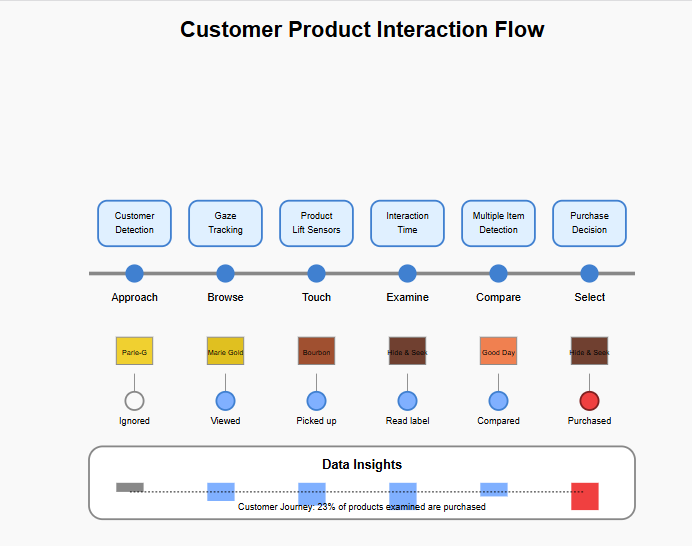 Customer Product Interaction Flow
Customer
Detection
Gaze
Tracking
Product
Lift Sensors
Interaction
Time
Multiple Item
Detection
Purchase
Decision
Approach
Browse
Touch
Examine
Compare
Select
Parle-G
Marie Gold
Bourbon
Hide & Seek
Good Day
Hide & Seek
Ignored
Viewed
Picked up
Read label
Compared
Purchased
Data Insights
Customer Journey: 23% of products examined are purchased